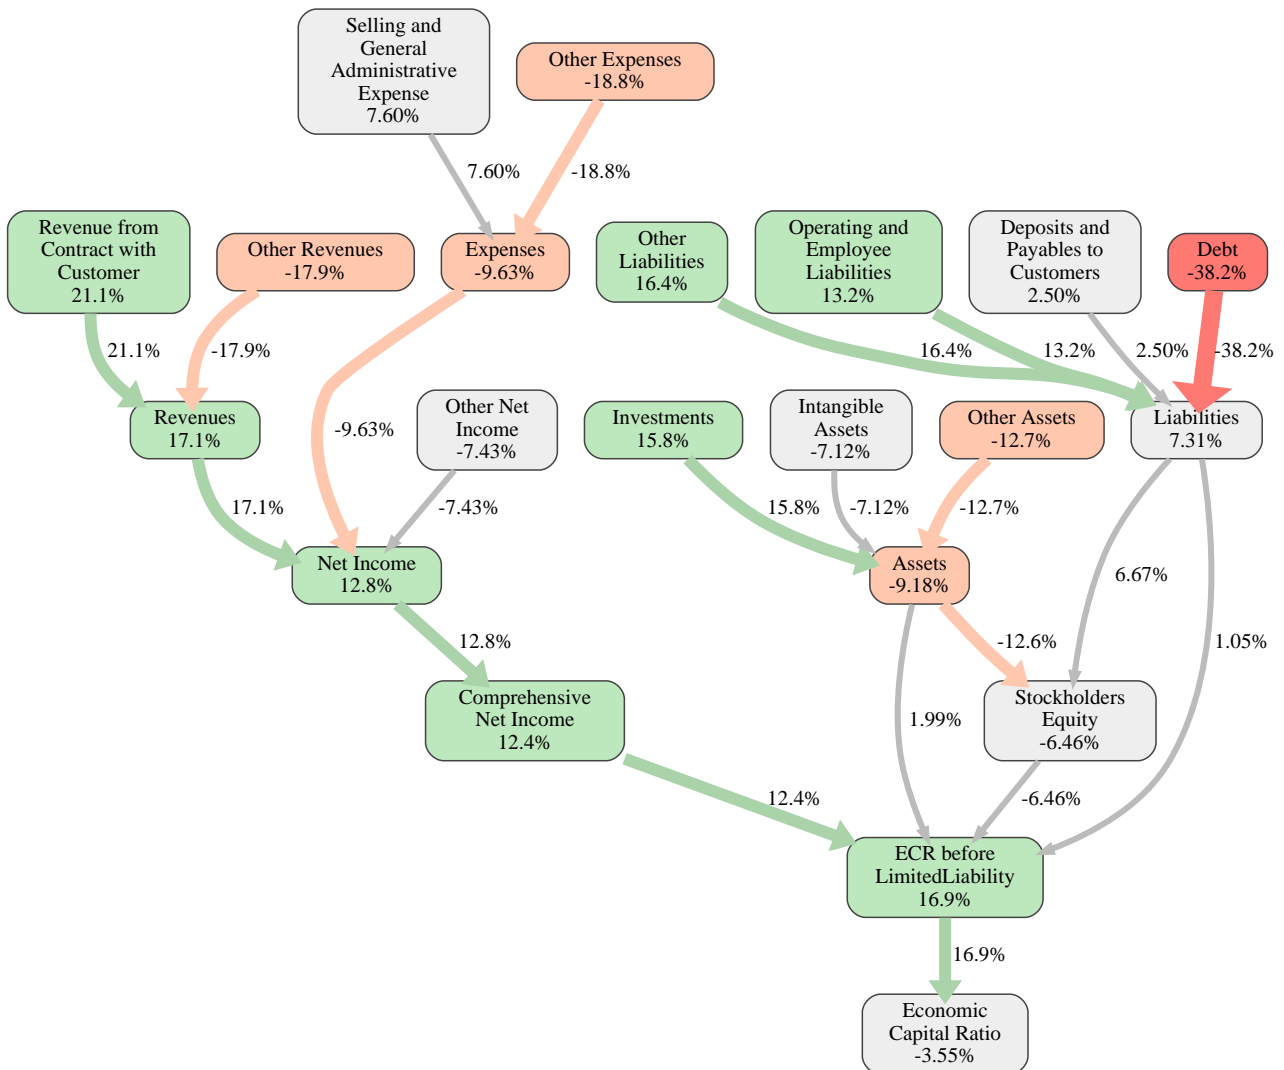 Selling and
General
Administrative
Expense
7.60%
Other Expenses
-18.8%
7.60%
-18.8%
Revenue from
Contract with
Customer
21.1%
Other Revenues
-17.9%
Expenses
-9.63%
Other
Liabilities
16.4%
Operating and
Employee
Liabilities
13.2%
Deposits and
Payables to
Customers
2.50%
Debt
-38.2%
21.1%
-17.9%
16.4%
13.2%
2.50%
-38.2%
Revenues
17.1%
-9.63%
Other Net
Income
-7.43%
Investments
15.8%
Intangible
Assets
-7.12%
Other Assets
-12.7%
Liabilities
7.31%
17.1%
-7.43%
15.8%
-7.12%
-12.7%
Net Income
12.8%
Assets
-9.18%
6.67%
12.8%
-12.6%
1.05%
Comprehensive
Net Income
12.4%
1.99%
Stockholders
Equity
-6.46%
12.4%
-6.46%
ECR before
LimitedLiability
16.9%
16.9%
Economic
Capital Ratio
-3.55%